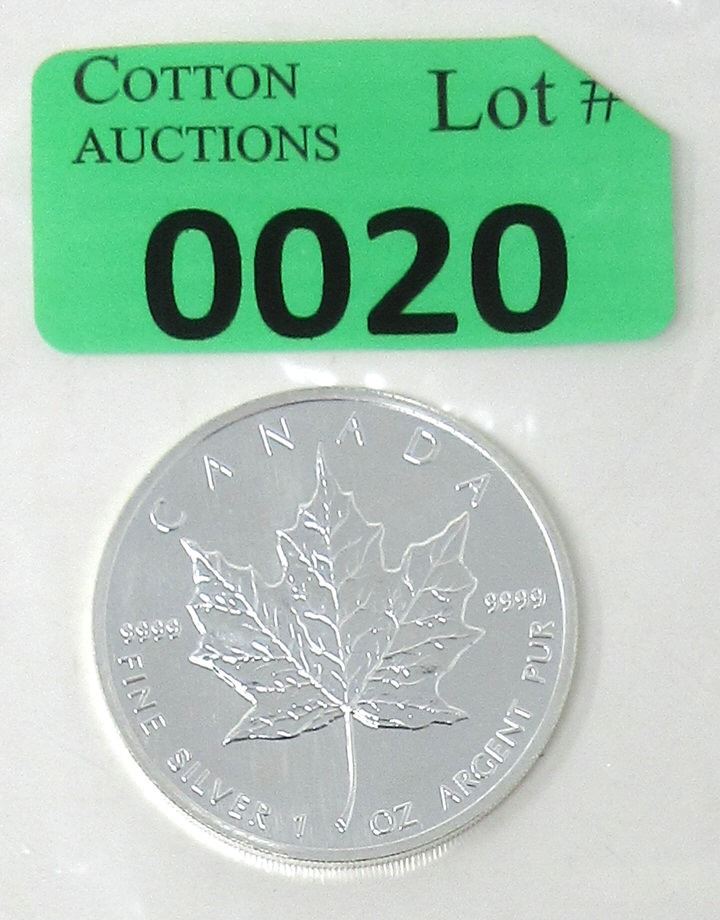 COTTON
AUCTIONS
Lot #
0020
CANADA
9999
9999
FINE SILVER 1 OZ ARGENT PUR